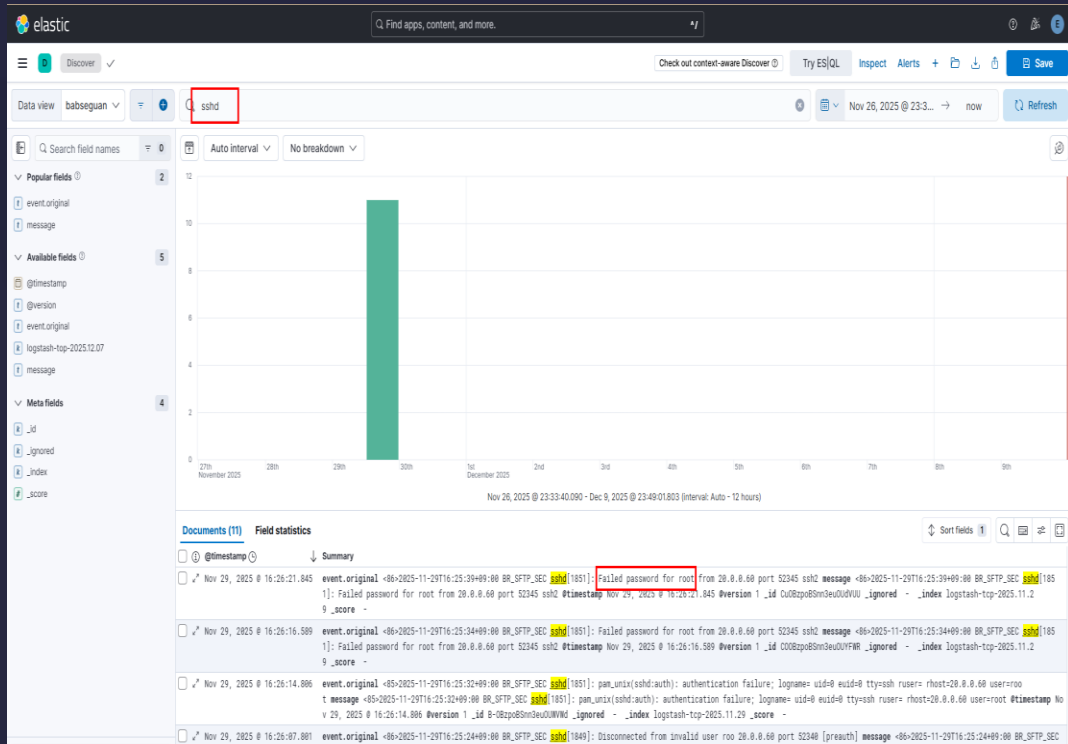 elastic
Find apps, content, and more.
^/
E
D
Discover
Check out context-aware Discover
Try ES|QL
Inspect
Alerts
Save
Data view
babseguan
sshd
Nov 26, 2025 @ 23:3...
→
now
Refresh
Search field names
0
Auto interval
No breakdown
Popular fields
2
event.original
message
Available fields
5
@timestamp
@version
event.original
logstash-top-2025.12.07
message
Meta fields
4
_id
_ignored
_index
_score
12
10
8
6
4
2
0
27th
28th
29th
30th
1st
2nd
3rd
4th
5th
6th
7th
8th
9th
November 2025
December 2025
Nov 26, 2025 @ 23:33:40.090 - Dec 9, 2025 @ 23:49:01.803 (interval: Auto - 12 hours)
Documents (11)
Field statistics
Sort fields 1
@timestamp
Summary
Nov 29, 2025 @ 16:26:21.845 event.original <86>2025-11-29T16:25:39+09:00 BR_SFTP_SEC sshd[1851]: Failed password for root from 20.0.0.60 port 52345 ssh2 message <86>2025-11-29T16:25:39+09:00 BR_SFTP_SEC sshd[185
1]: Failed password for root from 20.0.0.60 port 52345 ssh2 @timestamp Nov 29, 2025 @ 16:26:21.845 @version 1 _id _ignored - _index logstash-tcp-2025.11.2
9 _score -
Nov 29, 2025 @ 16:26:16.589 event.original <86>2025-11-29T16:25:34+09:00 BR_SFTP_SEC sshd[1851]: Failed password for root from 20.0.0.60 port 52345 ssh2 message <86>2025-11-29T16:25:34+09:00 BR_SFTP_SEC sshd[185
1]: Failed password for root from 20.0.0.60 port 52345 ssh2 @timestamp Nov 29, 2025 @ 16:26:16.589 @version 1 _id _ignored - _index logstash-tcp-2025.11.2
9 _score -
Nov 29, 2025 @ 16:26:14.806 event.original <85>2025-11-29T16:25:32+09:00 BR_SFTP_SEC sshd[1851]: pam_unix(sshd:auth): authentication failure; logname= uid=0 euid=0 tty=ssh ruser= rhost=20.0.0.60 user=roo
t message <85>2025-11-29T16:25:32+09:00 BR_SFTP_SEC sshd[1851]: pam_unix(sshd:auth): authentication failure; logname= uid=0 euid=0 tty=ssh ruser= rhost=20.0.0.60 user=root @timestamp No
v 29, 2025 @ 16:26:14.806 @version 1 _id _ignored - _index logstash-tcp-2025.11.29 _score -
Nov 29, 2025 @ 16:26:07.801 event.original <86>2025-11-29T16:25:24+09:00 BR_SFTP_SEC sshd[1849]: Disconnected from invalid user roo 20.0.0.60 port 52340 [preauth] message <86>2025-11-29T16:25:24+09:00 BR_SFTP_SEC